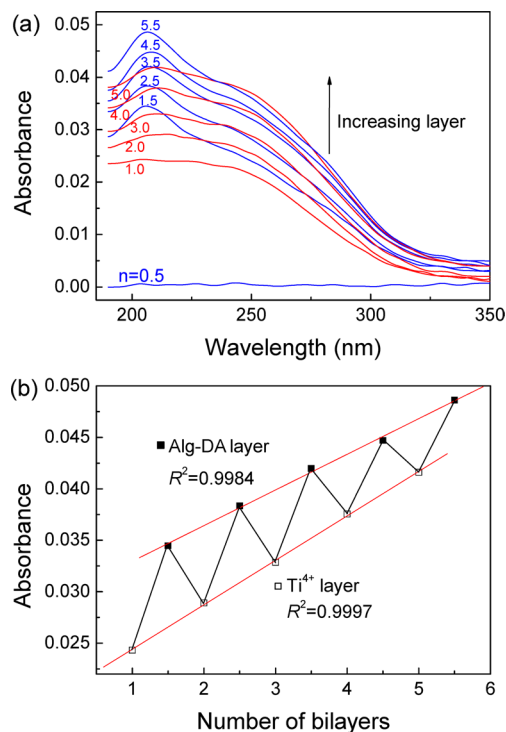 (a)
0.05
0.04
0.03
0.02
0.01
0.00
Absorbance
5.5
4.5
3.5
2.5
5.0
1.5
4.0
3.0
2.0
1.0
n=0.5
Increasing layer
200 250 300 350
Wavelength (nm)
(b)
0.050
0.045
0.040
0.035
0.030
0.025
Absorbance
Alg-DA layer
R²=0.9984
Ti⁴⁺ layer
R²=0.9997
1 2 3 4 5 6
Number of bilayers